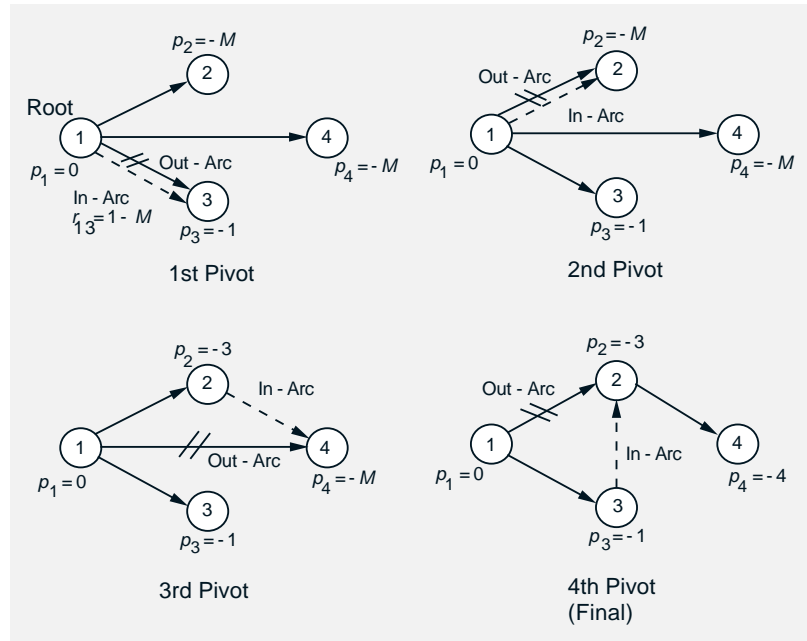 p2 = - M
2
Root
1
4
Out - Arc
p1 = 0
p4 = - M
In - Arc
3
r13 = 1 - M
p3 = - 1
1st Pivot
p2 = - M
Out - Arc
2
In - Arc
1
4
p1 = 0
p4 = - M
3
p3 = - 1
2nd Pivot
p2 = - 3
2
In - Arc
1
4
Out - Arc
p1 = 0
p4 = - M
3
p3 = - 1
3rd Pivot
p2 = - 3
Out - Arc
2
1
4
In - Arc
p1 = 0
p4 = - 4
3
p3 = - 1
4th Pivot
(Final)